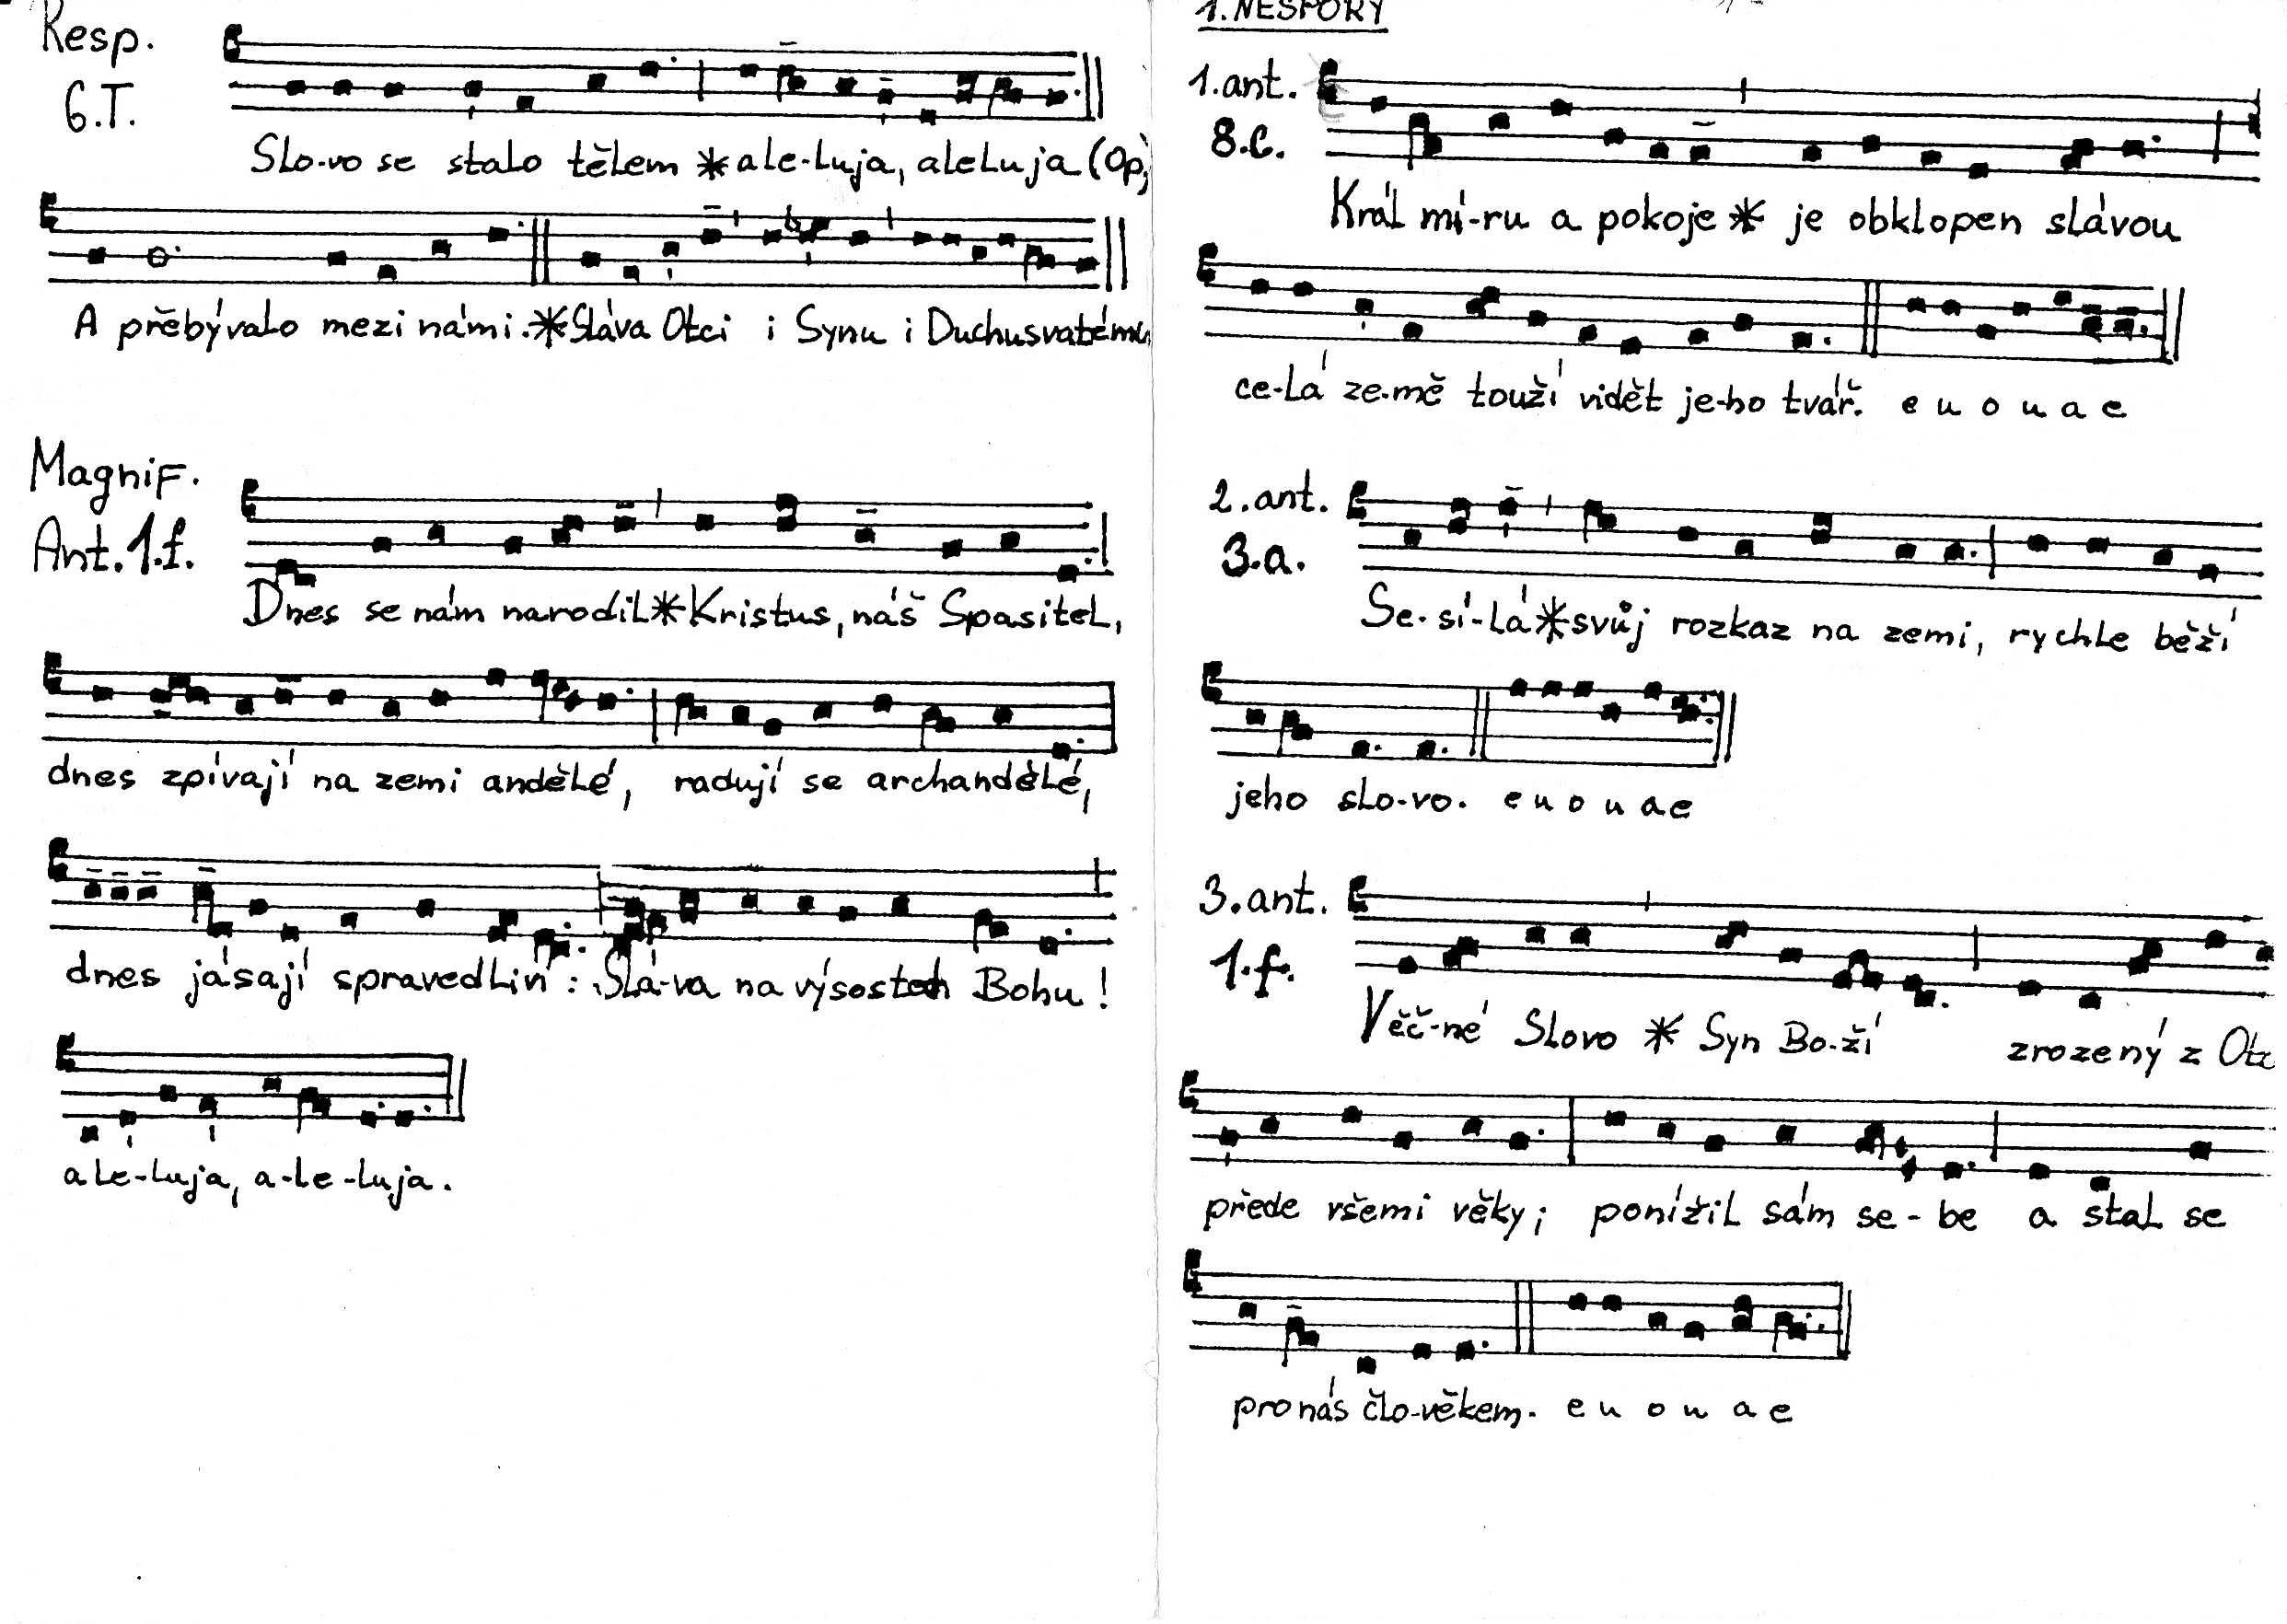 Resp.
6.T.
Slo-vo se stalo tělem * ale-luja, aleluja (Op)
A přebývalo mezi námi. * Sláva Otci i Synu i Duchu svatému
Magnif.
Ant. 1.f.
Dnes se nám narodil * Kristus, náš Spasitel,
dnes zpívají na zemi andělé, radují se archandělé,
dnes jásají spravedliví: Slá-va na výsostech Bohu!
ale-luja, a-le-luja.
1. NEŠPORY
1. ant.
8.G.
Král mí-ru a pokoje * je obklopen slávou
ce-lá ze-mě touží vidět je-ho tvář. e u o u a e
2. ant.
3.a.
Se-sí-lá * svůj rozkaz na zemi, rychle běží
jeho slo-vo. e u o u a e
3. ant.
1.f.
Věč-né Slovo * Syn Bo-ží zrozený z Otc
přede všemi věky; ponížil sám se-be a stal se
pro nás člo-věkem. e u o u a e